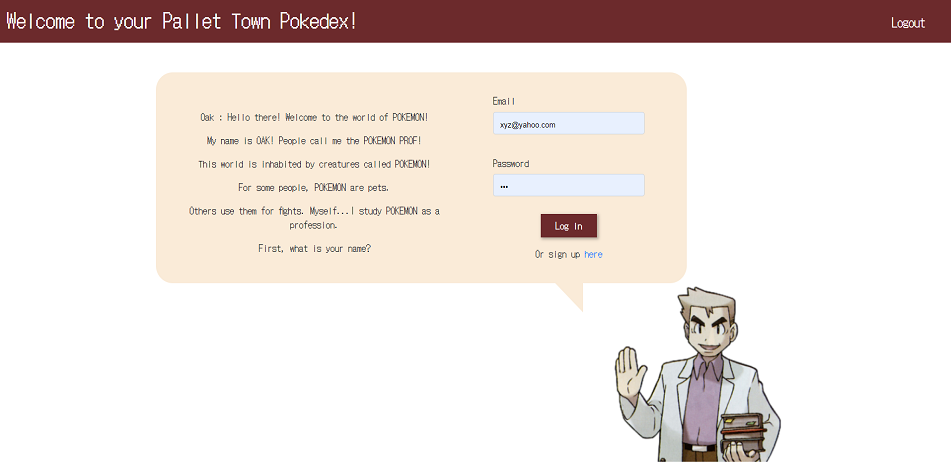 Welcome to your Pallet Town Pokedex!
Logout
Oak : Hello there! Welcome to the world of POKEMON!
My name is OAK! People call me the POKEMON PROF!
This world is inhabited by creatures called POKEMON!
For some people, POKEMON are pets.
Others use them for fights. Myself...I study POKEMON as a
profession.
First, what is your name?
Email
xyz@yahoo.com
Password
•••
Log in
Or sign up here